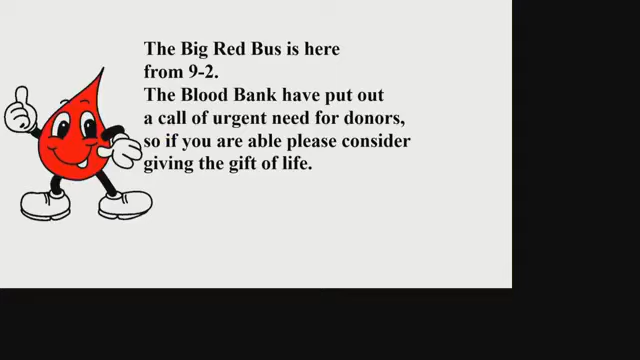 The Big Red Bus is here
from 9-2.
The Blood Bank have put out
a call of urgent need for donors,
so if you are able please consider
giving the gift of life.